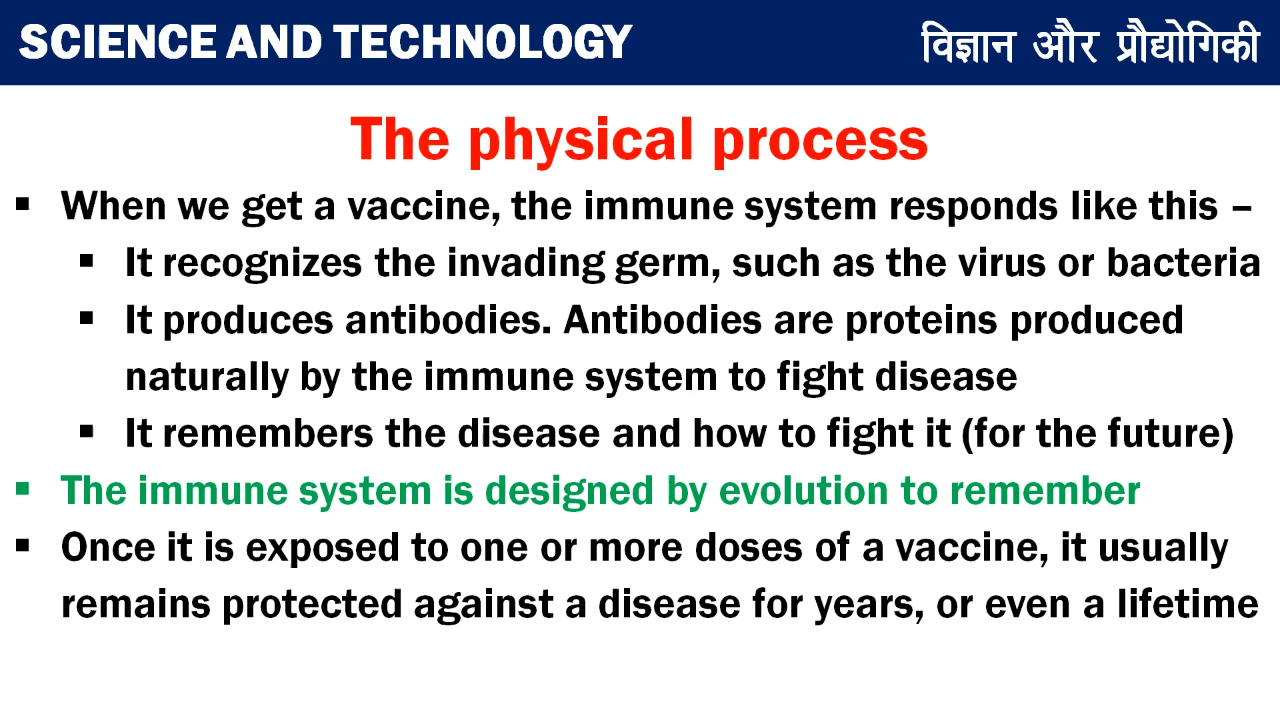 SCIENCE AND TECHNOLOGY
विज्ञान और प्रौद्योगिकी
The physical process
▪ When we get a vaccine, the immune system responds like this –
▪ It recognizes the invading germ, such as the virus or bacteria
▪ It produces antibodies. Antibodies are proteins produced
naturally by the immune system to fight disease
▪ It remembers the disease and how to fight it (for the future)
▪ The immune system is designed by evolution to remember
▪ Once it is exposed to one or more doses of a vaccine, it usually
remains protected against a disease for years, or even a lifetime